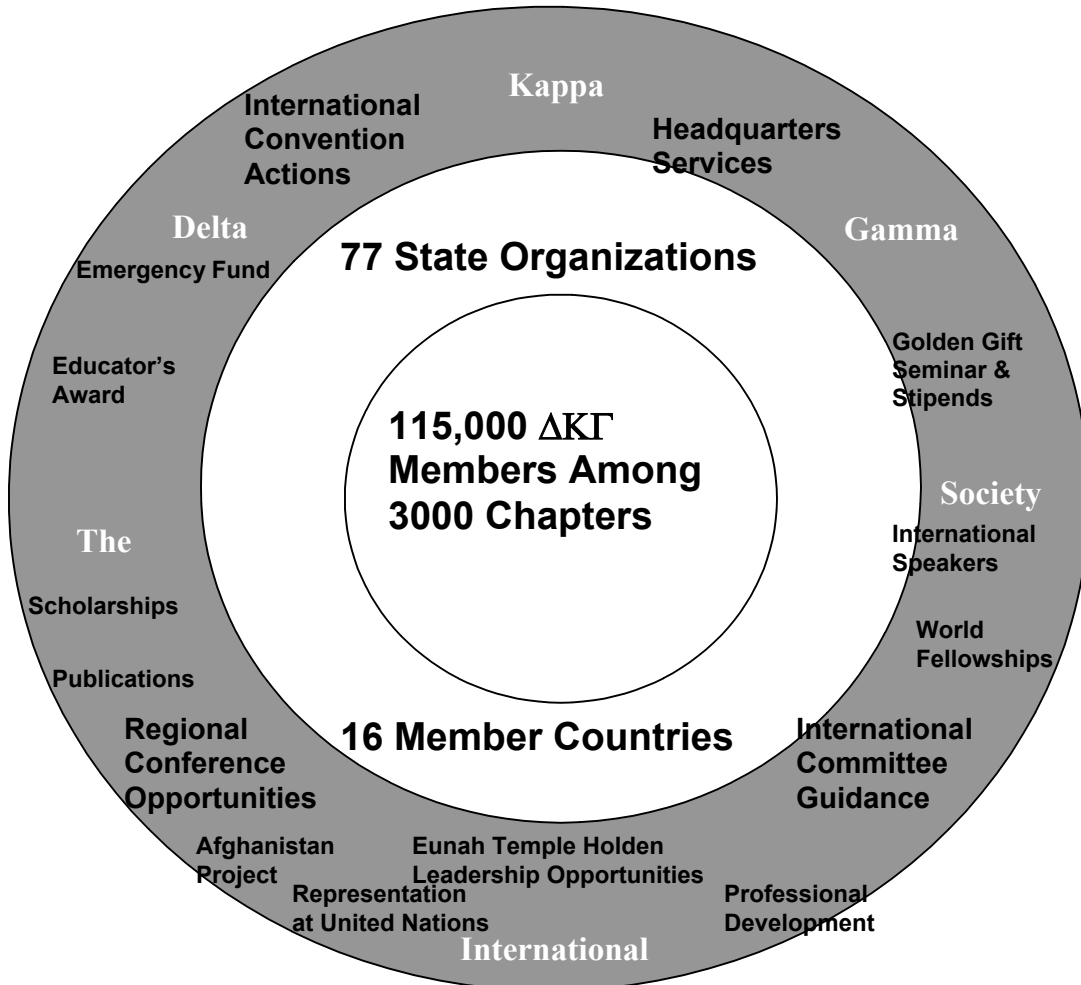 Kappa
International
Convention
Actions
Headquarters
Services
Delta
Gamma
Emergency Fund
77 State Organizations
Educator’s
Award
Golden Gift
Seminar &
Stipends
115,000 ΔΚΓ
Members Among
3000 Chapters
Society
The
International
Speakers
Scholarships
World
Fellowships
Publications
Regional
Conference
Opportunities
16 Member Countries
International
Committee
Guidance
Afghanistan
Project
Eunah Temple Holden
Leadership Opportunities
Representation
at United Nations
Professional
Development
International